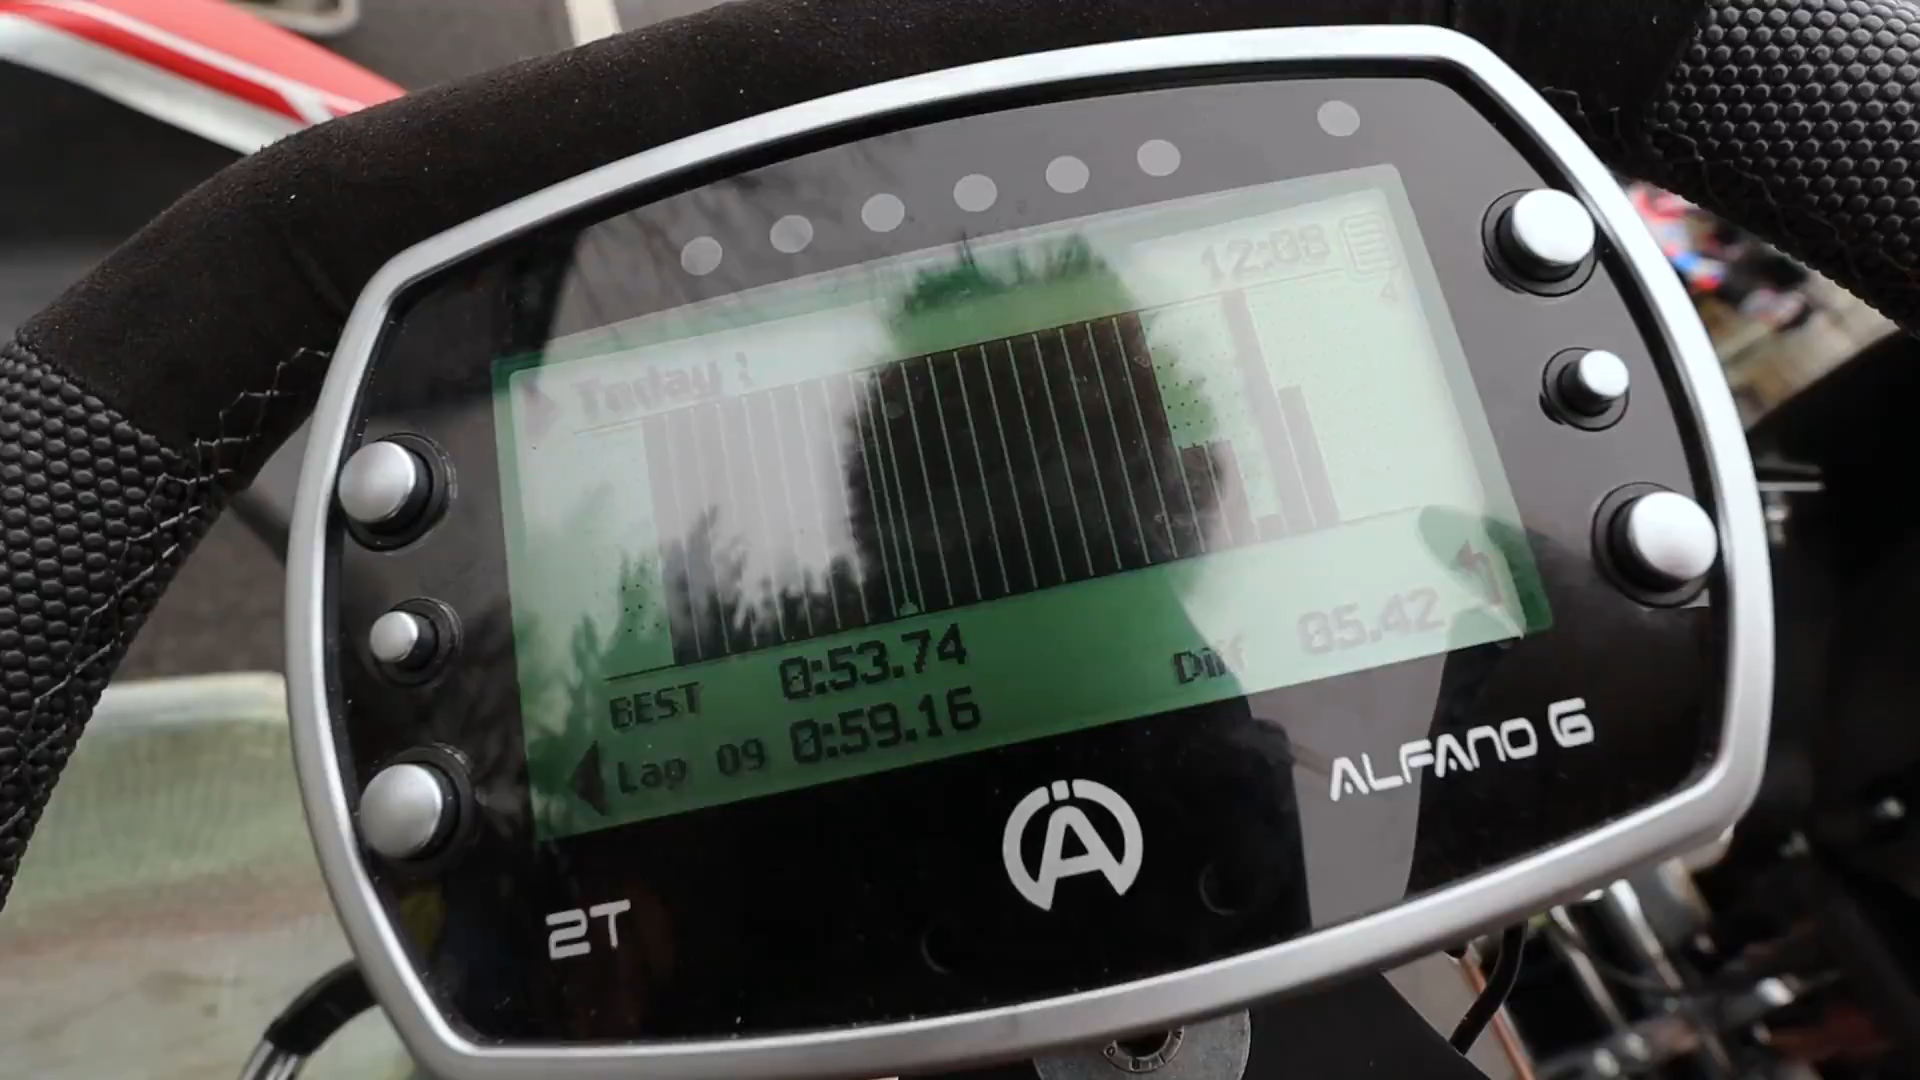 12:08
Today :
BEST 0:53.74 Diff 05.42
Lap 09 0:59.16
ALFANO 6
A
2T